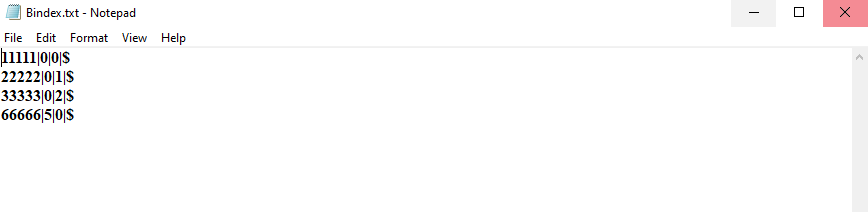 Bindex.txt - Notepad
File Edit Format View Help
11111|0|0|$
22222|0|1|$
33333|0|2|$
66666|5|0|$